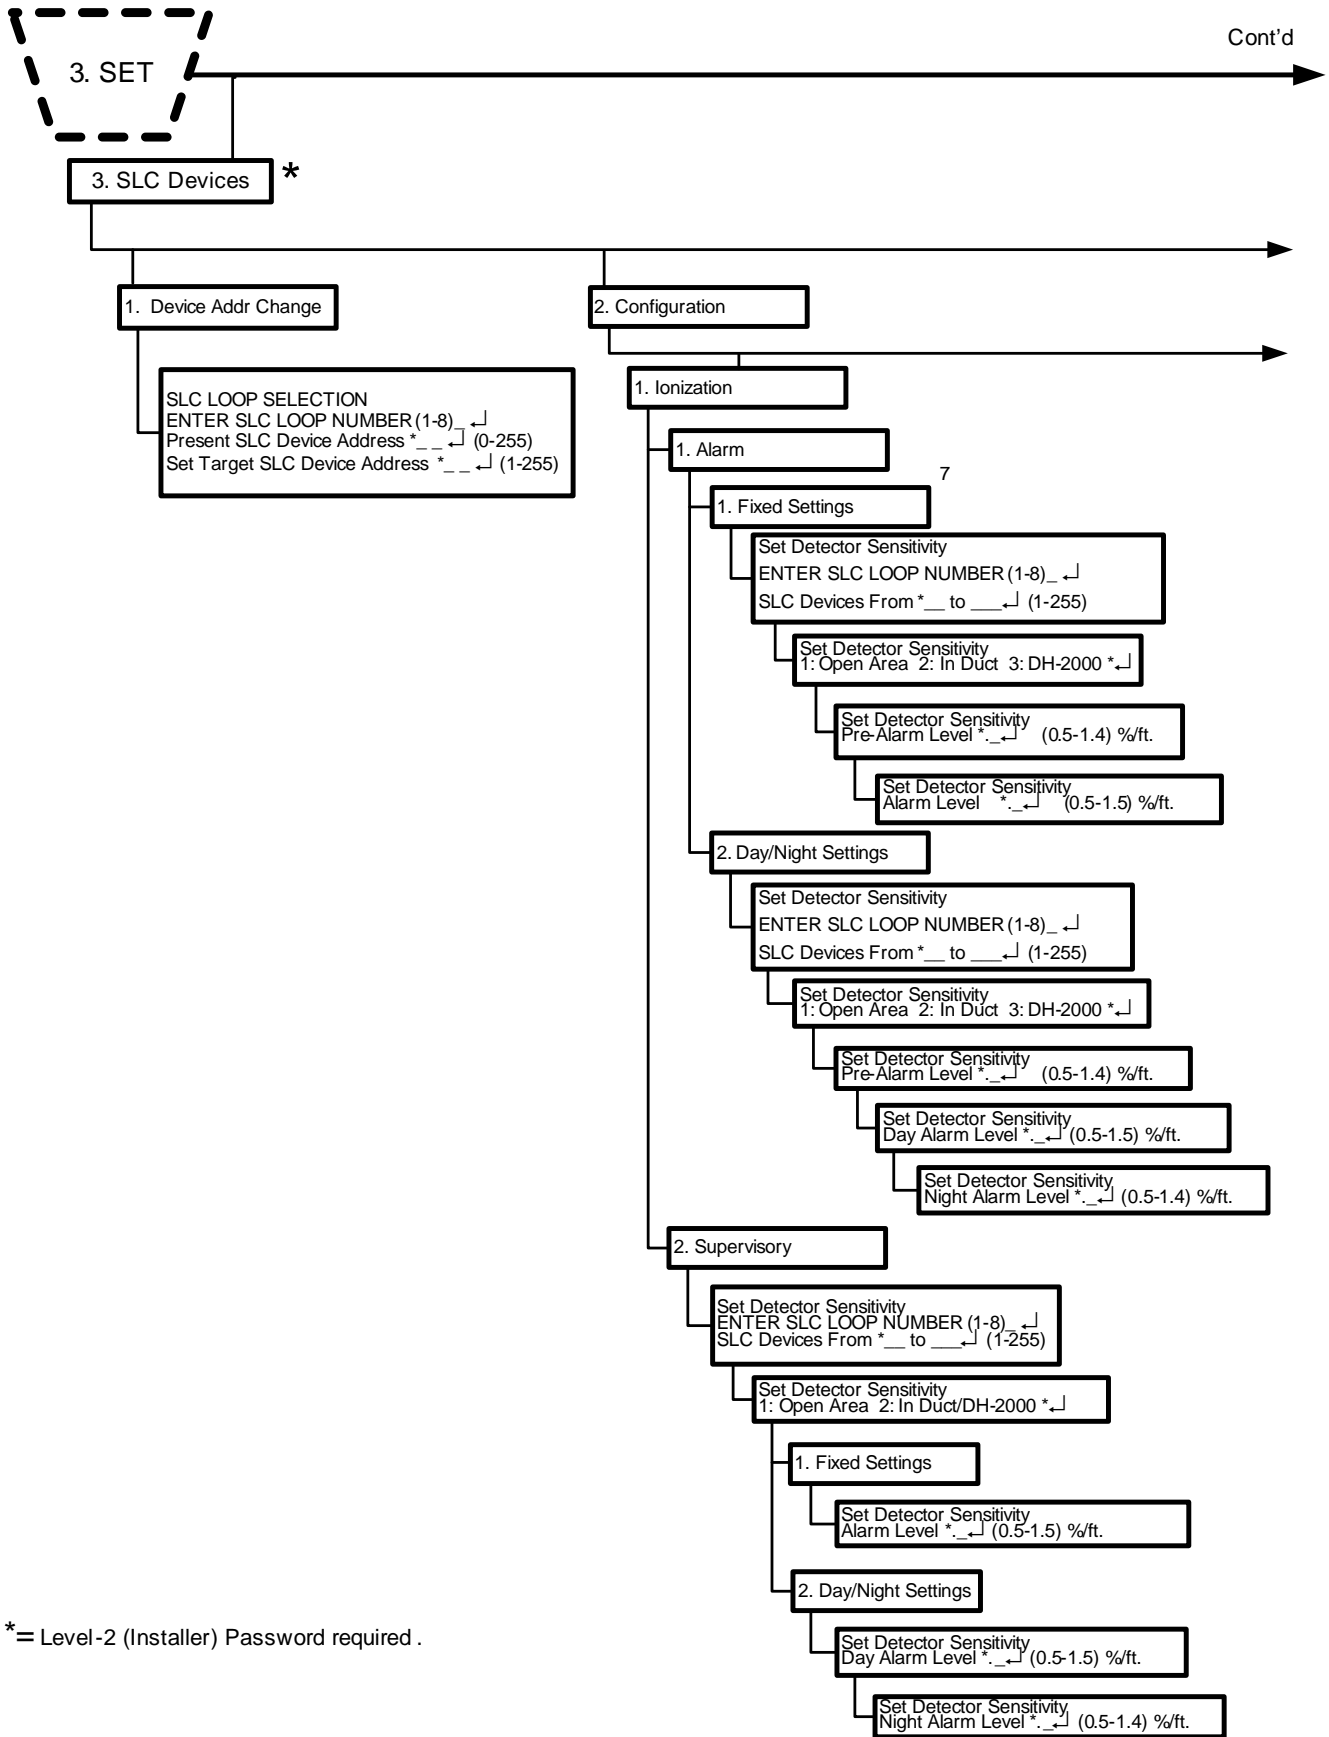 Cont'd
3. SET
3. SLC Devices *
1. Device Addr Change
2. Configuration
SLC LOOP SELECTION
ENTER SLC LOOP NUMBER (1-8)_ ↵
Present SLC Device Address *_ _ ↵ (0-255)
Set Target SLC Device Address *_ _ ↵ (1-255)
1. Ionization
1. Alarm
7
1. Fixed Settings
Set Detector Sensitivity
ENTER SLC LOOP NUMBER (1-8)_ ↵
SLC Devices From *__ to ___↵ (1-255)
Set Detector Sensitivity
1: Open Area 2: In Duct 3: DH-2000 *↵
Set Detector Sensitivity
Pre-Alarm Level *._↵ (0.5-1.4) %/ft.
Set Detector Sensitivity
Alarm Level *._↵ (0.5-1.5) %/ft.
2. Day/Night Settings
Set Detector Sensitivity
ENTER SLC LOOP NUMBER (1-8)_ ↵
SLC Devices From *__ to ___↵ (1-255)
Set Detector Sensitivity
1: Open Area 2: In Duct 3: DH-2000 *↵
Set Detector Sensitivity
Pre-Alarm Level *._↵ (0.5-1.4) %/ft.
Set Detector Sensitivity
Day Alarm Level *._↵ (0.5-1.5) %/ft.
Set Detector Sensitivity
Night Alarm Level *._↵ (0.5-1.4) %/ft.
2. Supervisory
Set Detector Sensitivity
ENTER SLC LOOP NUMBER (1-8)_ ↵
SLC Devices From *__ to ___↵ (1-255)
Set Detector Sensitivity
1: Open Area 2: In Duct/DH-2000 *↵
1. Fixed Settings
Set Detector Sensitivity
Alarm Level *._↵ (0.5-1.5) %/ft.
2. Day/Night Settings
Set Detector Sensitivity
Day Alarm Level *._↵ (0.5-1.5) %/ft.
Set Detector Sensitivity
Night Alarm Level *._↵ (0.5-1.4) %/ft.
*= Level-2 (Installer) Password required .